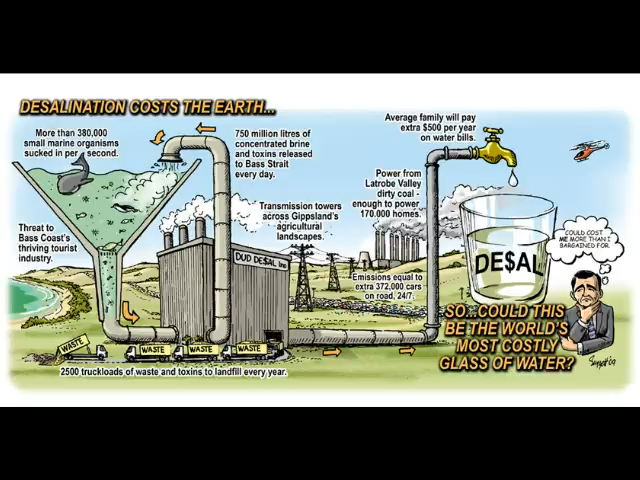 DESALINATION COSTS THE EARTH...
More than 380,000
small marine organisms
sucked in per second.
750 million litres of
concentrated brine
and toxins released
to Bass Strait
every day.
Average family will pay
extra $500 per year
on water bills.
Power from
Latrobe Valley
dirty coal -
enough to power
170.000 homes.
Transmission towers
across Gippsland's
agricultural
landscapes.
Threat to
Bass Coast's
thriving tourist
industry.
DUD DE$AL Inc
Emissions equal to
extra 372,000 cars
on road, 24/7.
DE$AL
COULD COST
ME MORE THAN I
BARGAINED FOR.
SO...COULD THIS
BE THE WORLD'S
MOST COSTLY
GLASS OF WATER?
WASTE
WASTE
WASTE
WASTE
2500 truckloads of waste and toxins to landfill every year.